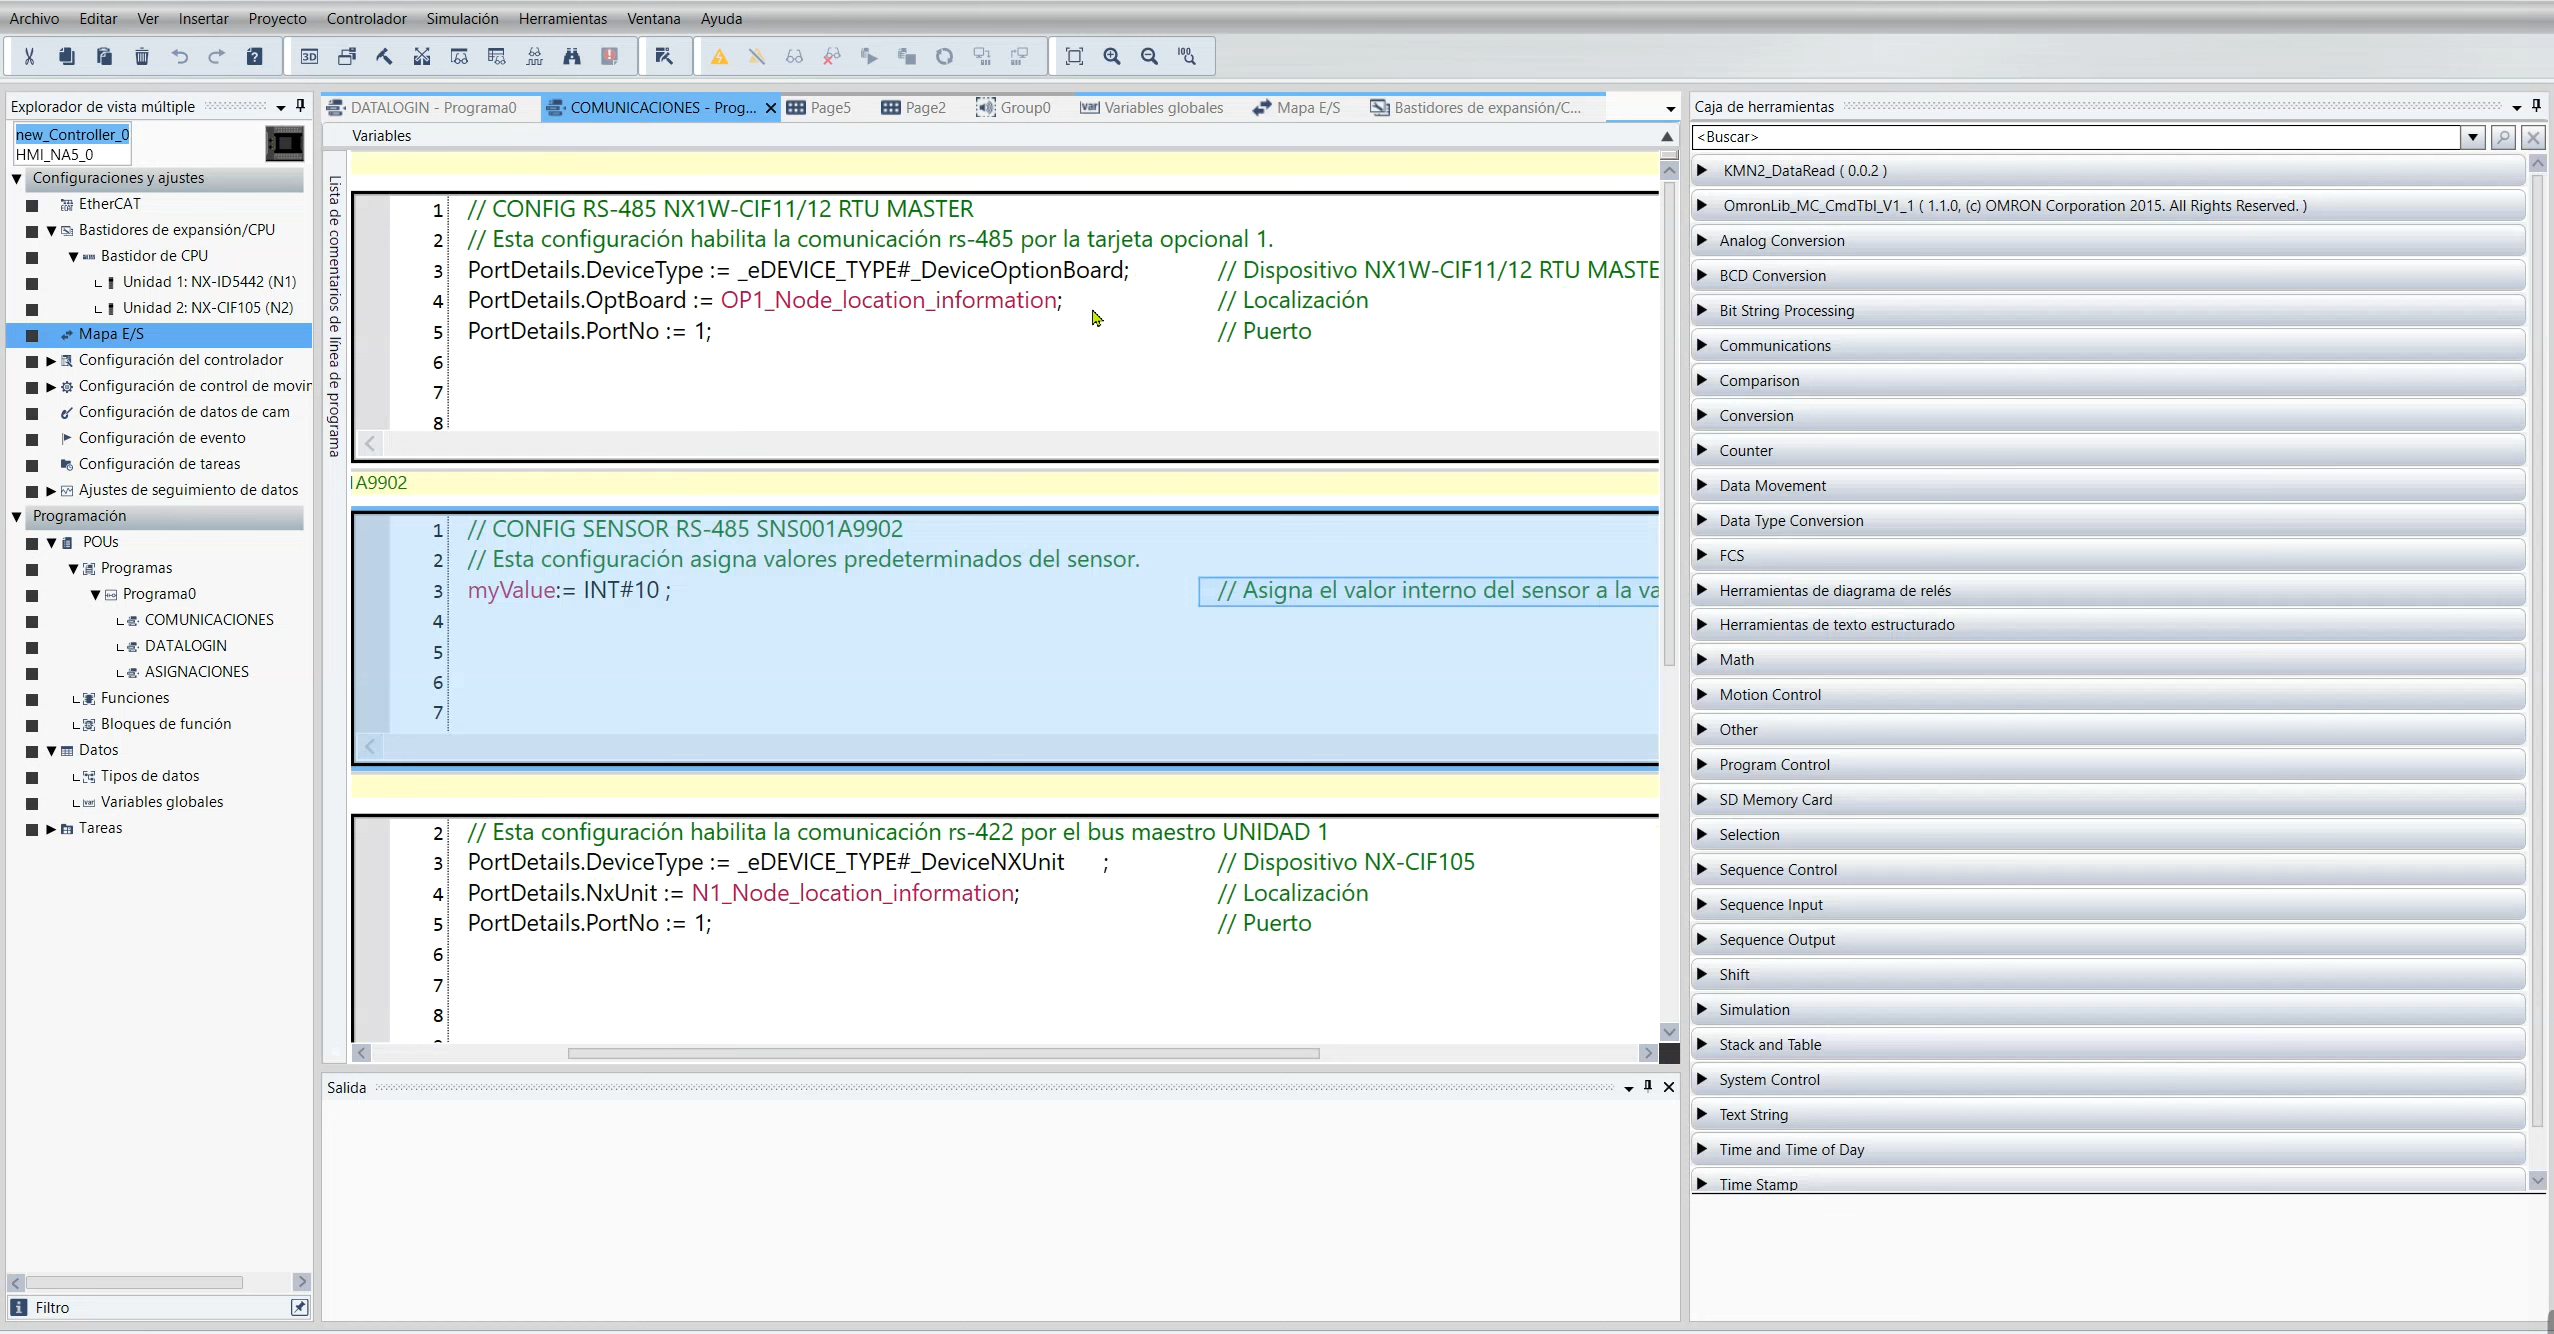 Archivo Editar Ver Insertar Proyecto Controlador Simulación Herramientas Ventana Ayuda
Explorador de vista múltiple
new_Controller_0
HMI_NA5_0
Configuraciones y ajustes
EtherCAT
Bastidores de expansión/CPU
Bastidor de CPU
Unidad 1: NX-ID5442 (N1)
Unidad 2: NX-CIF105 (N2)
Mapa E/S
Configuración del controlador
Configuración de control de movir
Configuración de datos de cam
Configuración de evento
Configuración de tareas
Ajustes de seguimiento de datos
Programación
POUs
Programas
Programa0
COMUNICACIONES
DATALOGIN
ASIGNACIONES
Funciones
Bloques de función
Datos
Tipos de datos
Variables globales
Tareas
Filtro
DATALOGIN - Programa0 COMUNICACIONES - Prog... Page5 Page2 Group0 Variables globales Mapa E/S Bastidores de expansión/C...
Variables
Lista de comentarios de línea de programa
1 // CONFIG RS-485 NX1W-CIF11/12 RTU MASTER
2 // Esta configuración habilita la comunicación rs-485 por la tarjeta opcional 1.
3 PortDetails.DeviceType := _eDEVICE_TYPE#_DeviceOptionBoard; // Dispositivo NX1W-CIF11/12 RTU MASTE
4 PortDetails.OptBoard := OP1_Node_location_information; // Localización
5 PortDetails.PortNo := 1; // Puerto
6
7
8
1A9902
1 // CONFIG SENSOR RS-485 SNS001A9902
2 // Esta configuración asigna valores predeterminados del sensor.
3 myValue:= INT#10 ; // Asigna el valor interno del sensor a la va
4
5
6
7
2 // Esta configuración habilita la comunicación rs-422 por el bus maestro UNIDAD 1
3 PortDetails.DeviceType := _eDEVICE_TYPE#_DeviceNXUnit ; // Dispositivo NX-CIF105
4 PortDetails.NxUnit := N1_Node_location_information; // Localización
5 PortDetails.PortNo := 1; // Puerto
6
7
8
Salida
Caja de herramientas
<Buscar>
KMN2_DataRead ( 0.0.2 )
OmronLib_MC_CmdTbl_V1_1 ( 1.1.0, (c) OMRON Corporation 2015. All Rights Reserved. )
Analog Conversion
BCD Conversion
Bit String Processing
Communications
Comparison
Conversion
Counter
Data Movement
Data Type Conversion
FCS
Herramientas de diagrama de relés
Herramientas de texto estructurado
Math
Motion Control
Other
Program Control
SD Memory Card
Selection
Sequence Control
Sequence Input
Sequence Output
Shift
Simulation
Stack and Table
System Control
Text String
Time and Time of Day
Time Stamp